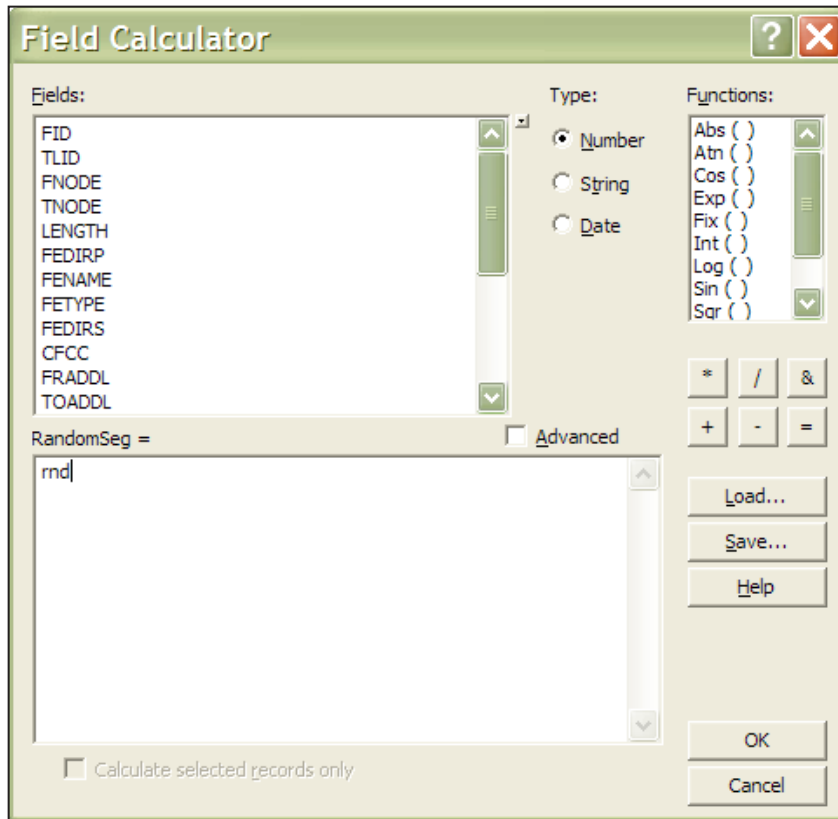 Field Calculator
?
X
Fields:
Type:
Functions:
FID
TLID
FNODE
TNODE
LENGTH
FEDIRP
FENAME
FETYPE
FEDIRS
CFCC
FRADDL
TOADDL
Number
String
Date
Abs ( )
Atn ( )
Cos ( )
Exp ( )
Fix ( )
Int ( )
Log ( )
Sin ( )
Sqr ( )
* / &
+ - =
RandomSeg =
Advanced
rnd
Load...
Save...
Help
Calculate selected records only
OK
Cancel